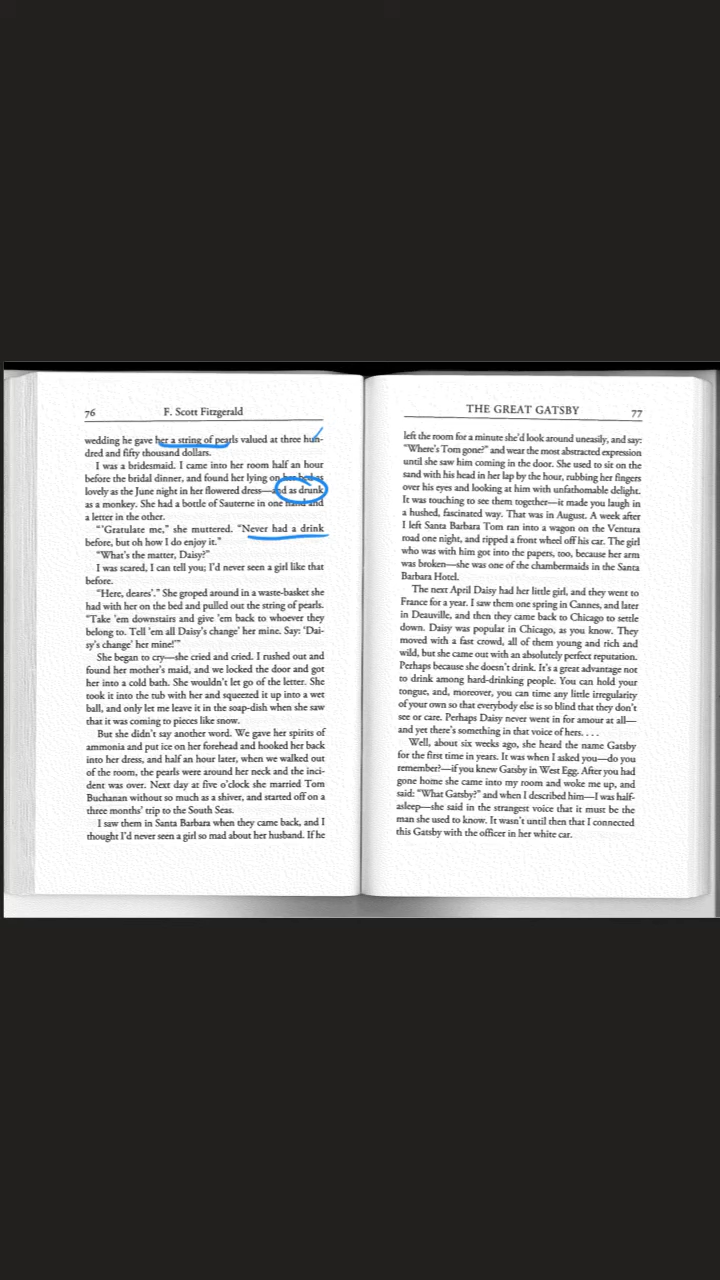 76
F. Scott Fitzgerald
wedding he gave her a string of pearls valued at three hun-
dred and fifty thousand dollars.
I was a bridesmaid. I came into her room half an hour
before the bridal dinner, and found her lying on her bed as
lovely as the June night in her flowered dress—and as drunk
as a monkey. She had a bottle of Sauterne in one hand and
a letter in the other.
“‘Gratulate me,” she muttered. “Never had a drink
before, but oh how I do enjoy it.”
“What's the matter, Daisy?”
I was scared, I can tell you; I'd never seen a girl like that
before.
“Here, deares’.” She groped around in a waste-basket she
had with her on the bed and pulled out the string of pearls.
“Take 'em downstairs and give 'em back to whoever they
belong to. Tell 'em all Daisy's change' her mine. Say: ‘Dai-
sy's change' her mine!’”
She began to cry—she cried and cried. I rushed out and
found her mother's maid, and we locked the door and got
her into a cold bath. She wouldn't let go of the letter. She
took it into the tub with her and squeezed it up into a wet
ball, and only let me leave it in the soap-dish when she saw
that it was coming to pieces like snow.
But she didn't say another word. We gave her spirits of
ammonia and put ice on her forehead and hooked her back
into her dress, and half an hour later, when we walked out
of the room, the pearls were around her neck and the inci-
dent was over. Next day at five o'clock she married Tom
Buchanan without so much as a shiver, and started off on a
three months' trip to the South Seas.
I saw them in Santa Barbara when they came back, and I
thought I'd never seen a girl so mad about her husband. If he
THE GREAT GATSBY
77
left the room for a minute she'd look around uneasily, and say:
“Where's Tom gone?” and wear the most abstracted expression
until she saw him coming in the door. She used to sit on the
sand with his head in her lap by the hour, rubbing her fingers
over his eyes and looking at him with unfathomable delight.
It was touching to see them together—it made you laugh in
a hushed, fascinated way. That was in August. A week after
I left Santa Barbara Tom ran into a wagon on the Ventura
road one night, and ripped a front wheel off his car. The girl
who was with him got into the papers, too, because her arm
was broken—she was one of the chambermaids in the Santa
Barbara Hotel.
The next April Daisy had her little girl, and they went to
France for a year. I saw them one spring in Cannes, and later
in Deauville, and then they came back to Chicago to settle
down. Daisy was popular in Chicago, as you know. They
moved with a fast crowd, all of them young and rich and
wild, but she came out with an absolutely perfect reputation.
Perhaps because she doesn't drink. It's a great advantage not
to drink among hard-drinking people. You can hold your
tongue, and, moreover, you can time any little irregularity
of your own so that everybody else is so blind that they don't
see or care. Perhaps Daisy never went in for amour at all—
and yet there's something in that voice of hers. . . .
Well, about six weeks ago, she heard the name Gatsby
for the first time in years. It was when I asked you—do you
remember?—if you knew Gatsby in West Egg. After you had
gone home she came into my room and woke me up, and
said: “What Gatsby?” and when I described him—I was half-
asleep—she said in the strangest voice that it must be the
man she used to know. It wasn't until then that I connected
this Gatsby with the officer in her white car.